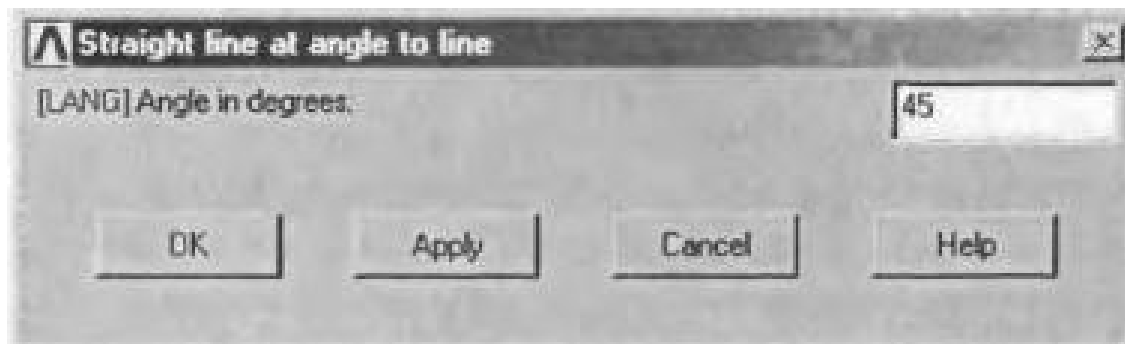 Straight line at angle to line
[LANG] Angle in degrees.
45
OK Apply Cancel Help